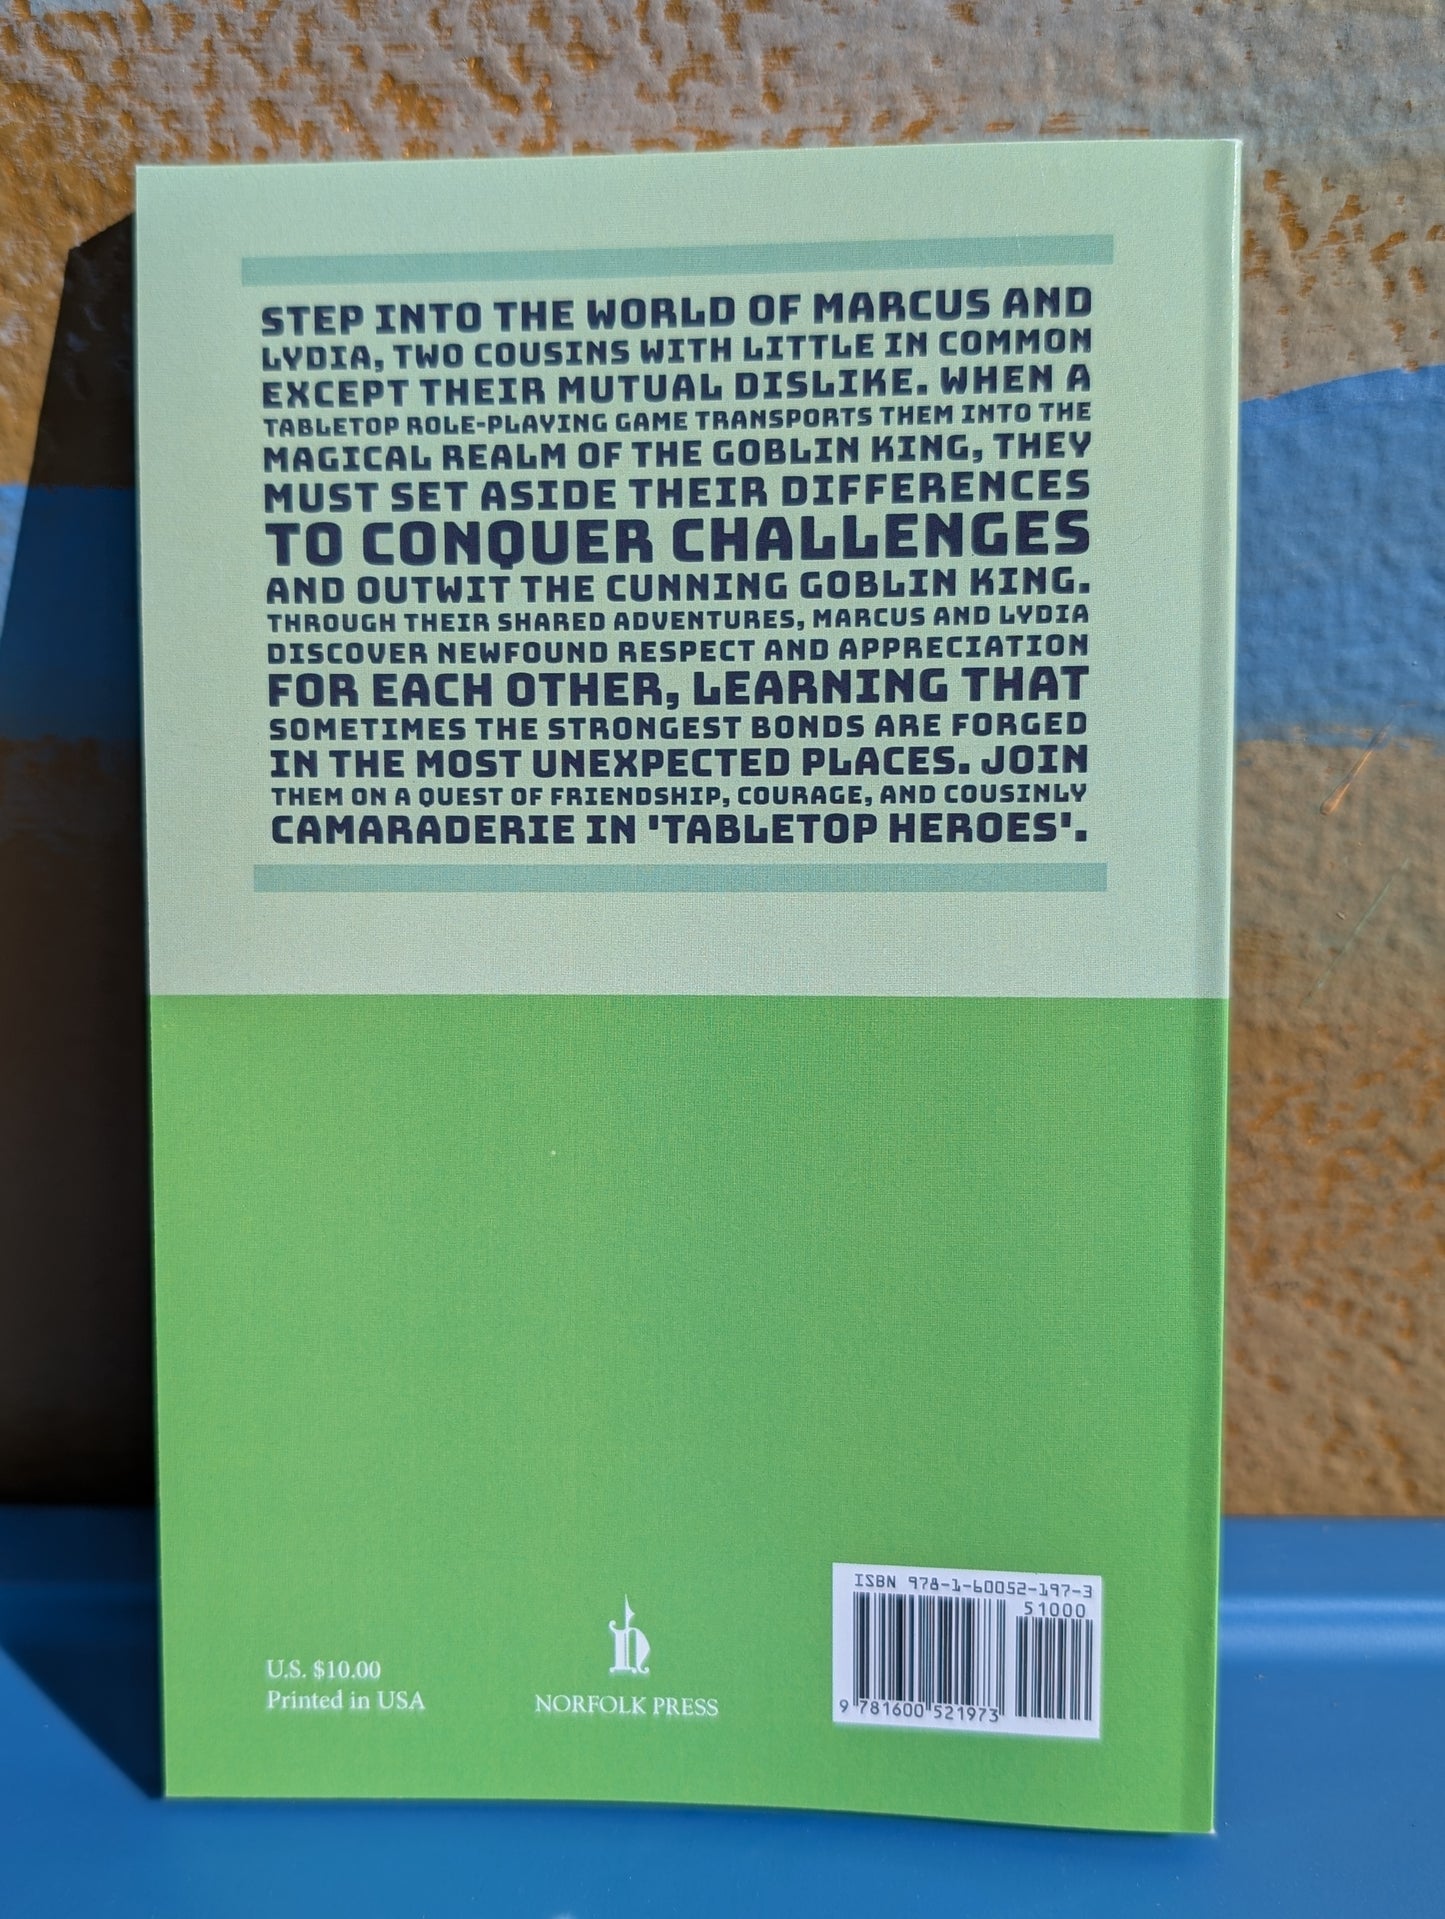 STEP INTO THE WORLD OF MARCUS AND
LYDIA, TWO COUSINS WITH LITTLE IN COMMON
EXCEPT THEIR MUTUAL DISLIKE. WHEN A
TABLETOP ROLE-PLAYING GAME TRANSPORTS THEM INTO THE
MAGICAL REALM OF THE GOBLIN KING, THEY
MUST SET ASIDE THEIR DIFFERENCES
TO CONQUER CHALLENGES
AND OUTWIT THE CUNNING GOBLIN KING.
THROUGH THEIR SHARED ADVENTURES, MARCUS AND LYDIA
DISCOVER NEWFOUND RESPECT AND APPRECIATION
FOR EACH OTHER, LEARNING THAT
SOMETIMES THE STRONGEST BONDS ARE FORGED
IN THE MOST UNEXPECTED PLACES. JOIN
THEM ON A QUEST OF FRIENDSHIP, COURAGE, AND COUSINLY
CAMARADERIE IN 'TABLETOP HEROES'.
U.S. $10.00
Printed in USA
n
NORFOLK PRESS
ISBN 978-1-60052-197-3
51000
9 781600 521973